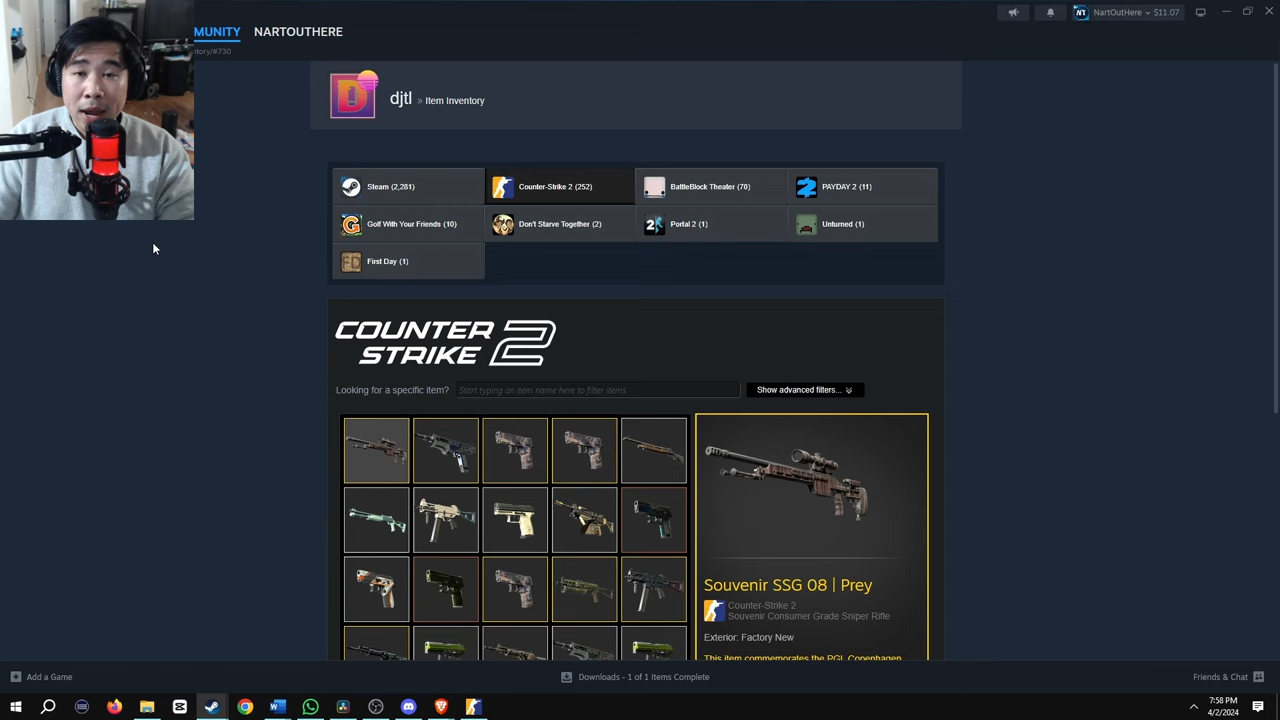 MUNITY NARTOUTHERE
NartOutHere $11.07
tory/#730
djtl » Item Inventory
Steam (2,281)
Counter-Strike 2 (252)
BattleBlock Theater (70)
PAYDAY 2 (11)
Golf With Your Friends (10)
Don't Starve Together (2)
Portal 2 (1)
Unturned (1)
First Day (1)
COUNTER
STRIKE 2
Looking for a specific item? Start typing an item name here to filter items Show advanced filters...
Souvenir SSG 08 | Prey
Counter-Strike 2
Souvenir Consumer Grade Sniper Rifle
Exterior: Factory New
This item commemorates the PGL Copenhagen
Add a Game
Downloads - 1 of 1 Items Complete
Friends & Chat
7:58 PM
4/2/2024